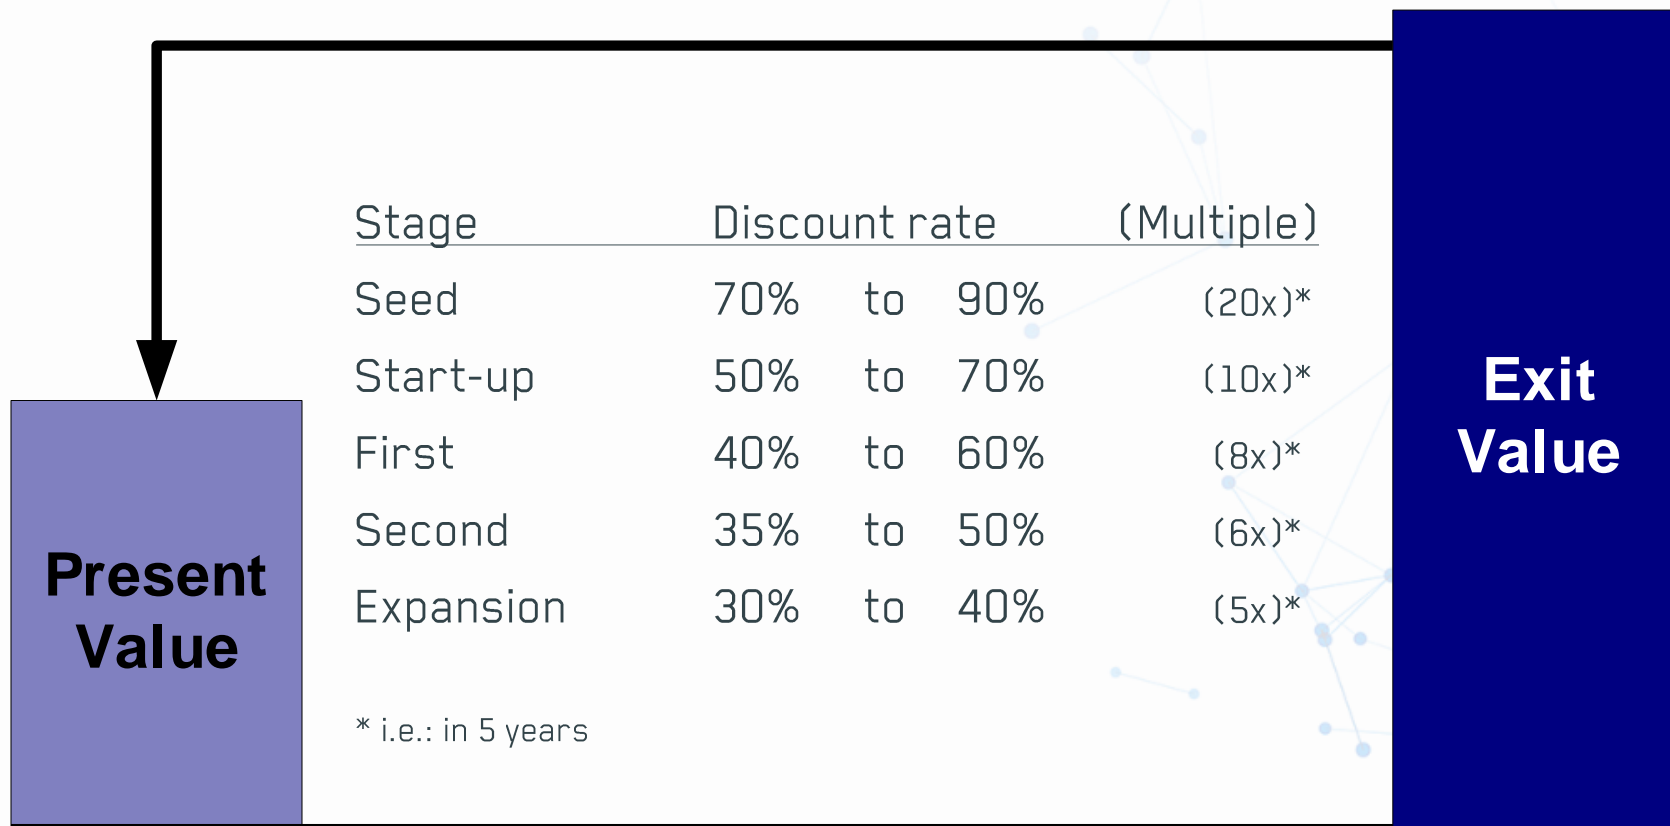 Stage Discount rate (Multiple)
Seed 70% to 90% (20x)*
Start-up 50% to 70% (10x)*
First 40% to 60% (8x)*
Second 35% to 50% (6x)*
Expansion 30% to 40% (5x)*
* i.e.: in 5 years
Present
Value
Exit
Value